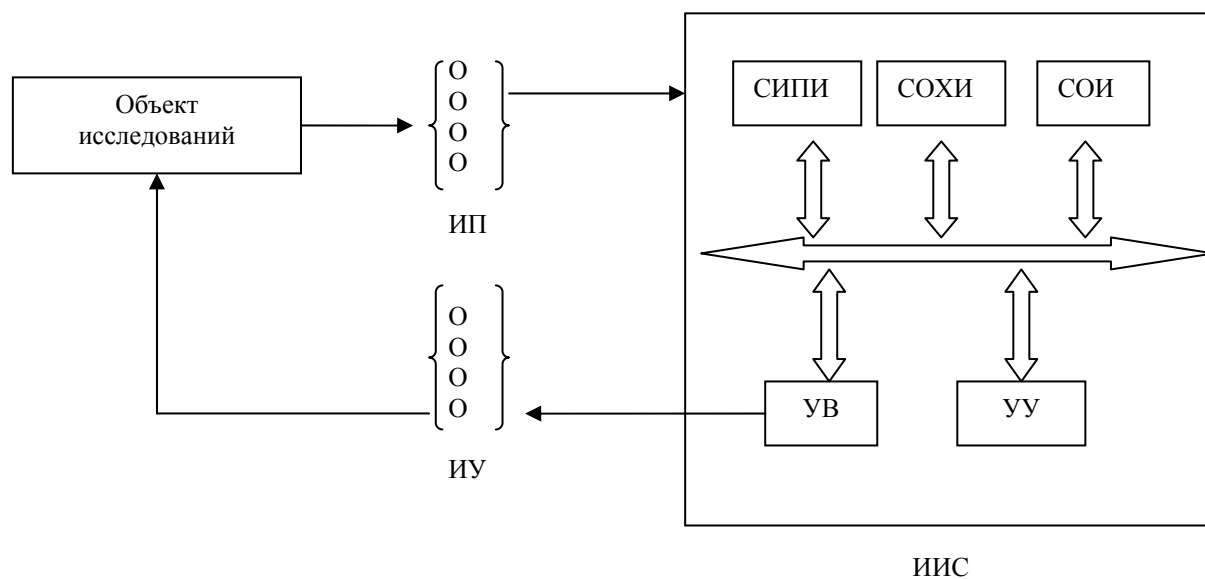 Объект
исследований
О
О
О
О
ИП
СИПИ СОХИ СОИ
О
О
О
О
ИУ
УВ УУ
ИИС